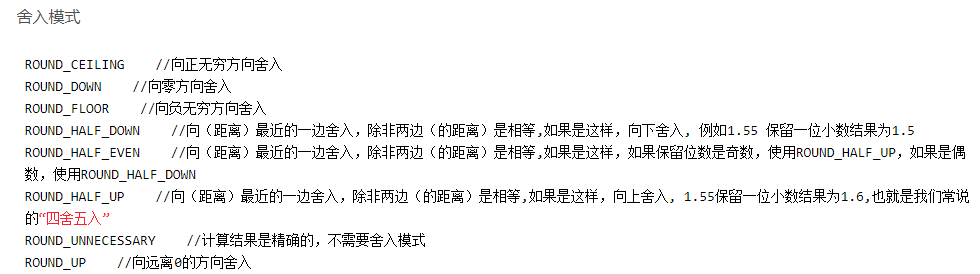 舍入模式
ROUND_CEILING    //向正无穷方向舍入
ROUND_DOWN    //向零方向舍入
ROUND_FLOOR    //向负无穷方向舍入
ROUND_HALF_DOWN    //向（距离）最近的一边舍入，除非两边（的距离）是相等,如果是这样，向下舍入, 例如1.55 保留一位小数结果为1.5
ROUND_HALF_EVEN    //向（距离）最近的一边舍入，除非两边（的距离）是相等,如果是这样，如果保留位数是奇数，使用ROUND_HALF_UP，如果是偶
数，使用ROUND_HALF_DOWN
ROUND_HALF_UP    //向（距离）最近的一边舍入，除非两边（的距离）是相等,如果是这样，向上舍入, 1.55保留一位小数结果为1.6,也就是我们常说
的“四舍五入”
ROUND_UNNECESSARY    //计算结果是精确的，不需要舍入模式
ROUND_UP    //向远离0的方向舍入